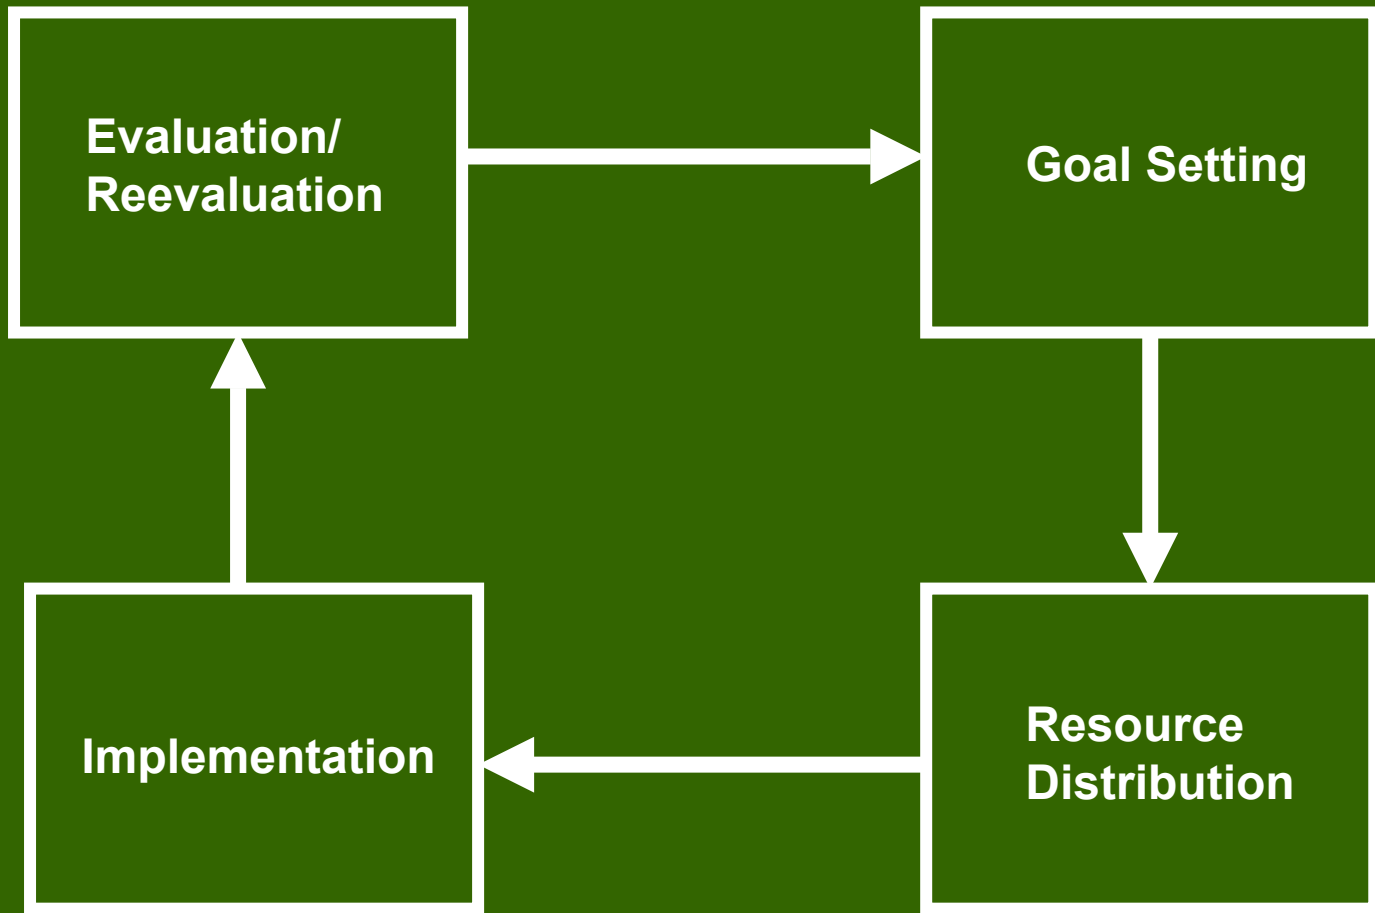 Evaluation/
Reevaluation
Goal Setting
Implementation
Resource
Distribution